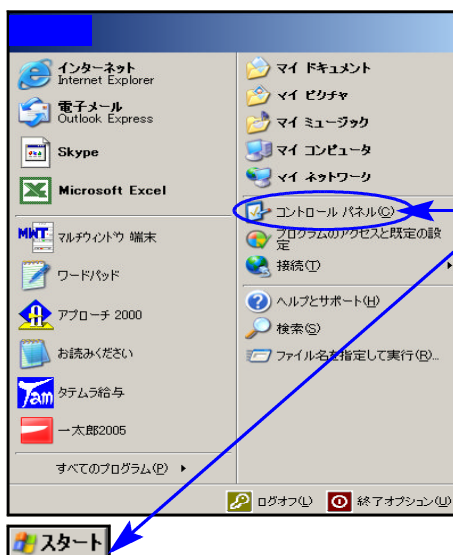 インターネット
Internet Explorer
電子メール
Outlook Express
Skype
Microsoft Excel
マルチウィンドウ 端末
ワードパッド
アプローチ 2000
お読みください
タテムラ給与
一太郎2005
すべてのプログラム(P)
マイ ドキュメント
マイ ピクチャ
マイ ミュージック
マイ コンピュータ
マイ ネットワーク
コントロール パネル(C)
プログラムのアクセスと既定の設
定
接続(T)
ヘルプとサポート(H)
検索(S)
ファイル名を指定して実行(R)...
ログオフ(L)
終了オプション(U)
スタート
MWT
Tam